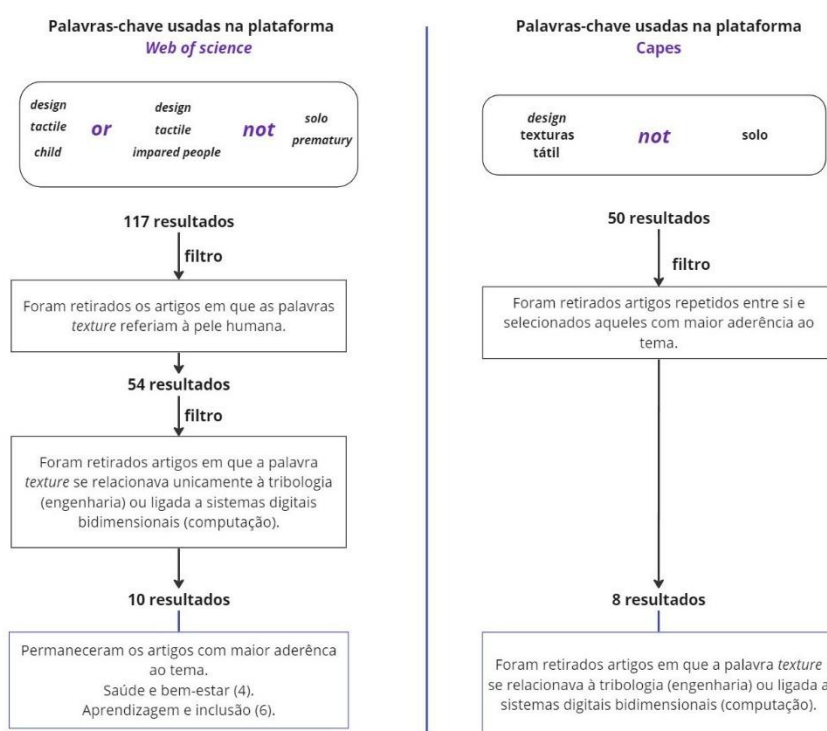 Palavras-chave usadas na plataforma
Web of science
design
tactile
child
or
design
tactile
impared people
not
solo
prematury
117 resultados
filtro
Foram retirados os artigos em que as palavras
texture referiam à pele humana.
54 resultados
filtro
Foram retirados artigos em que a palavra
texture se relacionava unicamente à tribologia
(engenharia) ou ligada a sistemas digitais
bidimensionais (computação).
10 resultados
Permaneceram os artigos com maior aderênca
ao tema.
Saúde e bem-estar (4).
Aprendizagem e inclusão (6).
Palavras-chave usadas na plataforma
Capes
design
texturas
tátil
not
solo
50 resultados
filtro
Foram retirados artigos repetidos entre si e
selecionados aqueles com maior aderência ao
tema.
8 resultados
Foram retirados artigos em que a palavra texture
se relacionava à tribologia (engenharia) ou ligada a
sistemas digitais bidimensionais (computação).